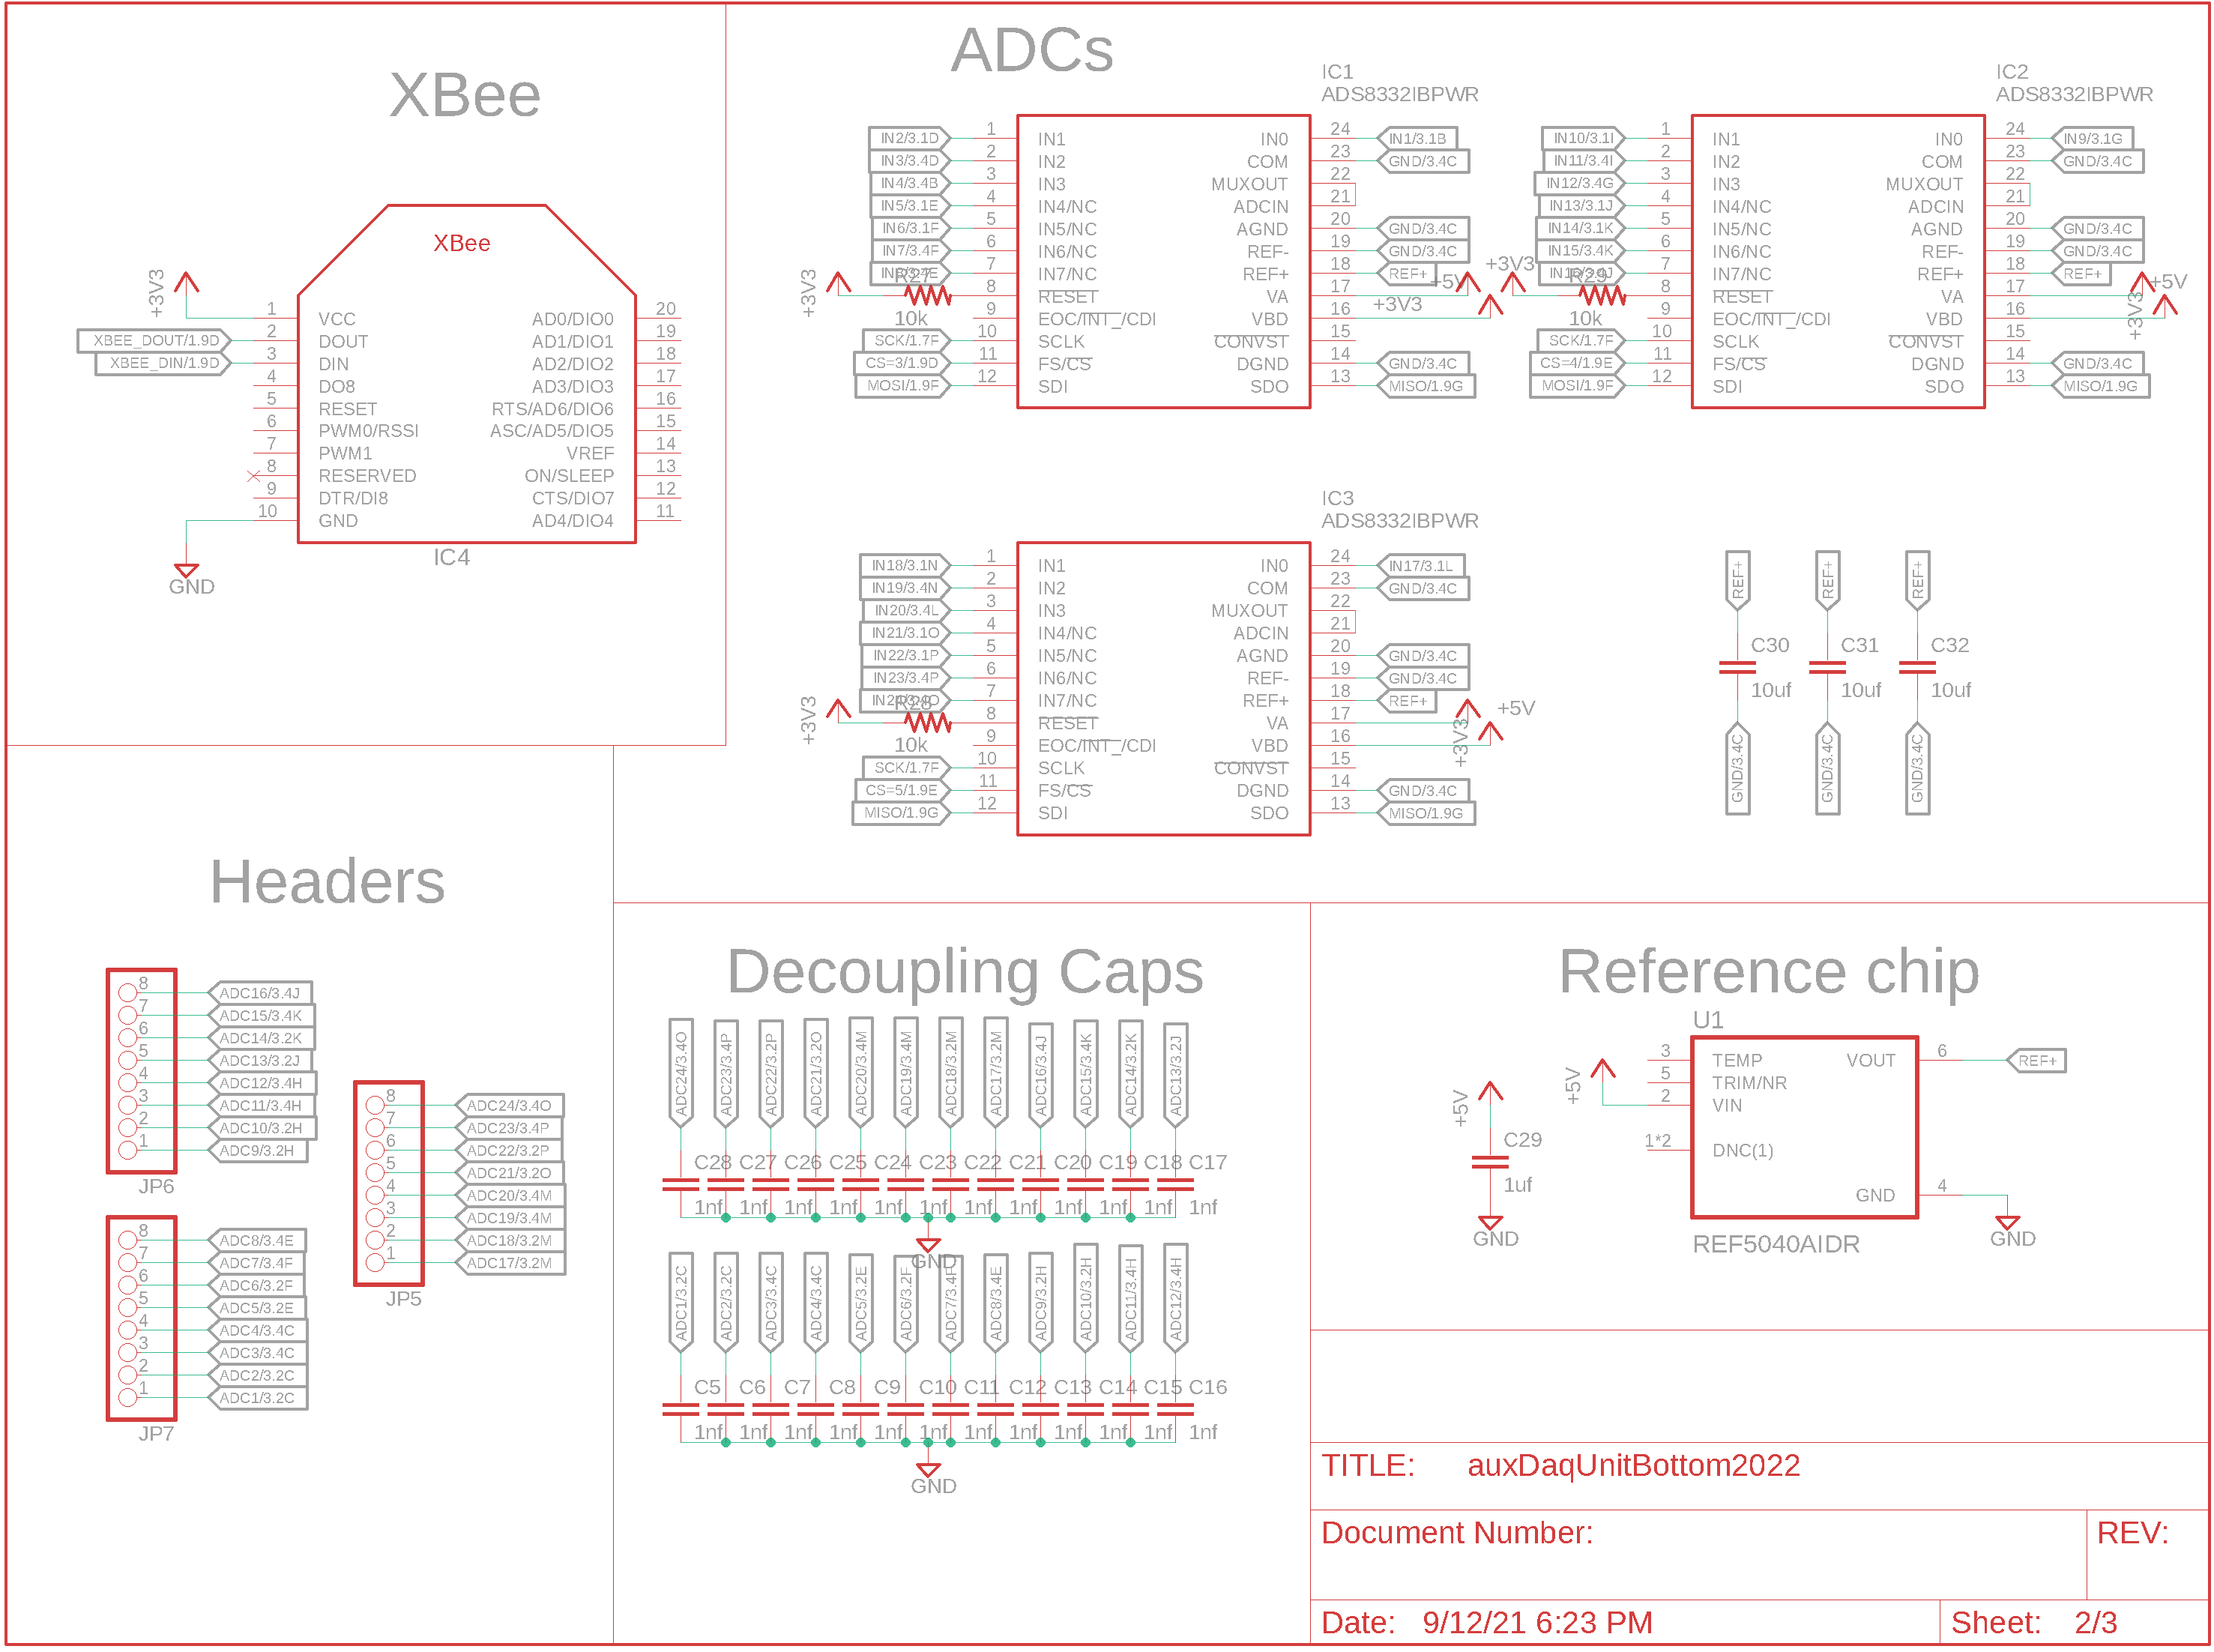 XBee
XBee
+3V3
1 VCC
XBEE_DOUT/1.9D 2 DOUT
XBEE_DIN/1.9D 3 DIN
4 DO8
5 RESET
6 PWM0/RSSI
7 PWM1
8 RESERVED
9 DTR/DI8
10 GND
AD0/DIO0 20
AD1/DIO1 19
AD2/DIO2 18
AD3/DIO3 17
RTS/AD6/DIO6 16
ASC/AD5/DIO5 15
VREF 14
ON/SLEEP 13
CTS/DIO7 12
AD4/DIO4 11
IC4
GND
ADCs
IC1
ADS8332IBPWR
IN2/3.1D 1 IN1
IN3/3.4D 2 IN2
IN4/3.4B 3 IN3
IN5/3.1E 4 IN4/NC
IN6/3.1F 5 IN5/NC
IN7/3.4F 6 IN6/NC
7 IN7/NC
+3V3 R27 10k 8 RESET
9 EOC/INT_/CDI
SCK/1.7F 10 SCLK
CS=3/1.9D 11 FS/CS
MOSI/1.9F 12 SDI
IN0 24 IN1/3.1B
COM 23 GND/3.4C
MUXOUT 22
ADCIN 21
AGND 20 GND/3.4C
REF- 19 GND/3.4C
REF+ 18 REF+
VA 17 +5V
VBD 16 +3V3
CONVST 15
DGND 14 GND/3.4C
SDO 13 MISO/1.9G
IC2
ADS8332IBPWR
IN10/3.1I 1 IN1
IN11/3.4I 2 IN2
IN12/3.4G 3 IN3
IN13/3.1J 4 IN4/NC
IN14/3.1K 5 IN5/NC
IN15/3.4K 6 IN6/NC
7 IN7/NC
+3V3 R29 10k 8 RESET
9 EOC/INT_/CDI
SCK/1.7F 10 SCLK
CS=4/1.9E 11 FS/CS
MOSI/1.9F 12 SDI
IN0 24 IN9/3.1G
COM 23 GND/3.4C
MUXOUT 22
ADCIN 21
AGND 20 GND/3.4C
REF- 19 GND/3.4C
REF+ 18 REF+
VA 17 +5V
VBD 16 +3V3
CONVST 15
DGND 14 GND/3.4C
SDO 13 MISO/1.9G
IC3
ADS8332IBPWR
IN18/3.1N 1 IN1
IN19/3.4N 2 IN2
IN20/3.4L 3 IN3
IN21/3.1O 4 IN4/NC
IN22/3.1P 5 IN5/NC
IN23/3.4P 6 IN6/NC
7 IN7/NC
+3V3 R28 10k 8 RESET
9 EOC/INT_/CDI
SCK/1.7F 10 SCLK
CS=5/1.9E 11 FS/CS
MISO/1.9G 12 SDI
IN0 24 IN17/3.1L
COM 23 GND/3.4C
MUXOUT 22
ADCIN 21
AGND 20 GND/3.4C
REF- 19 GND/3.4C
REF+ 18 REF+
VA 17 +3V3
VBD 16 +5V
CONVST 15
DGND 14 GND/3.4C
SDO 13 MISO/1.9G
REF+ REF+ REF+
C30 C31 C32
10uf 10uf 10uf
GND/3.4C GND/3.4C GND/3.4C
Headers
8 ADC16/3.4J
7 ADC15/3.4K
6 ADC14/3.2K
5 ADC13/3.2J
4 ADC12/3.4H
3 ADC11/3.4H
2 ADC10/3.2H
1 ADC9/3.2H
JP6
8 ADC8/3.4E
7 ADC7/3.4F
6 ADC6/3.2F
5 ADC5/3.2E
4 ADC4/3.4C
3 ADC3/3.4C
2 ADC2/3.2C
1 ADC1/3.2C
JP7
8 ADC24/3.4O
7 ADC23/3.4P
6 ADC22/3.2P
5 ADC21/3.2O
4 ADC20/3.4M
3 ADC19/3.4M
2 ADC18/3.2M
1 ADC17/3.2M
JP5
Decoupling Caps
ADC24/3.4O ADC23/3.4P ADC22/3.2P ADC21/3.2O ADC20/3.4M ADC19/3.4M ADC18/3.2M ADC17/3.2M ADC16/3.4J ADC15/3.4K ADC14/3.2K ADC13/3.2J
C28 C27 C26 C25 C24 C23 C22 C21 C20 C19 C18 C17
1nf 1nf 1nf 1nf 1nf 1nf 1nf 1nf 1nf 1nf 1nf 1nf
GND
ADC1/3.2C ADC2/3.2C ADC3/3.4C ADC4/3.4C ADC5/3.2E ADC6/3.2F ADC7/3.4F ADC8/3.4E ADC9/3.2H ADC10/3.2H ADC11/3.4H ADC12/3.4H
C5 C6 C7 C8 C9 C10 C11 C12 C13 C14 C15 C16
1nf 1nf 1nf 1nf 1nf 1nf 1nf 1nf 1nf 1nf 1nf 1nf
GND
Reference chip
U1
+5V
C29
1uf
GND
+5V
3 TEMP
5 TRIM/NR
2 VIN
1*2 DNC(1)
VOUT 6 REF+
GND 4
GND
REF5040AIDR
TITLE: auxDaqUnitBottom2022
Document Number:
REV:
Date: 9/12/21 6:23 PM
Sheet: 2/3